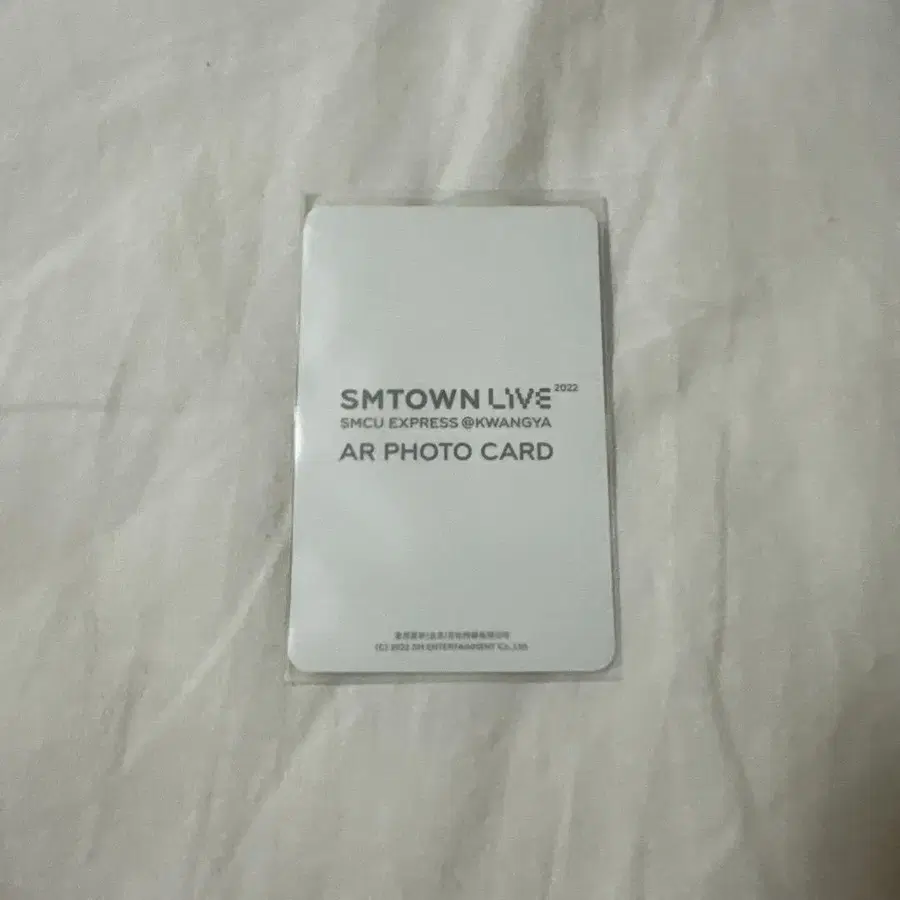 SMTOWN LIVE 2022
SMCU EXPRESS @KWANGYA
AR PHOTO CARD
(C) 2022 SM ENTERTAINMENT Co., Ltd.